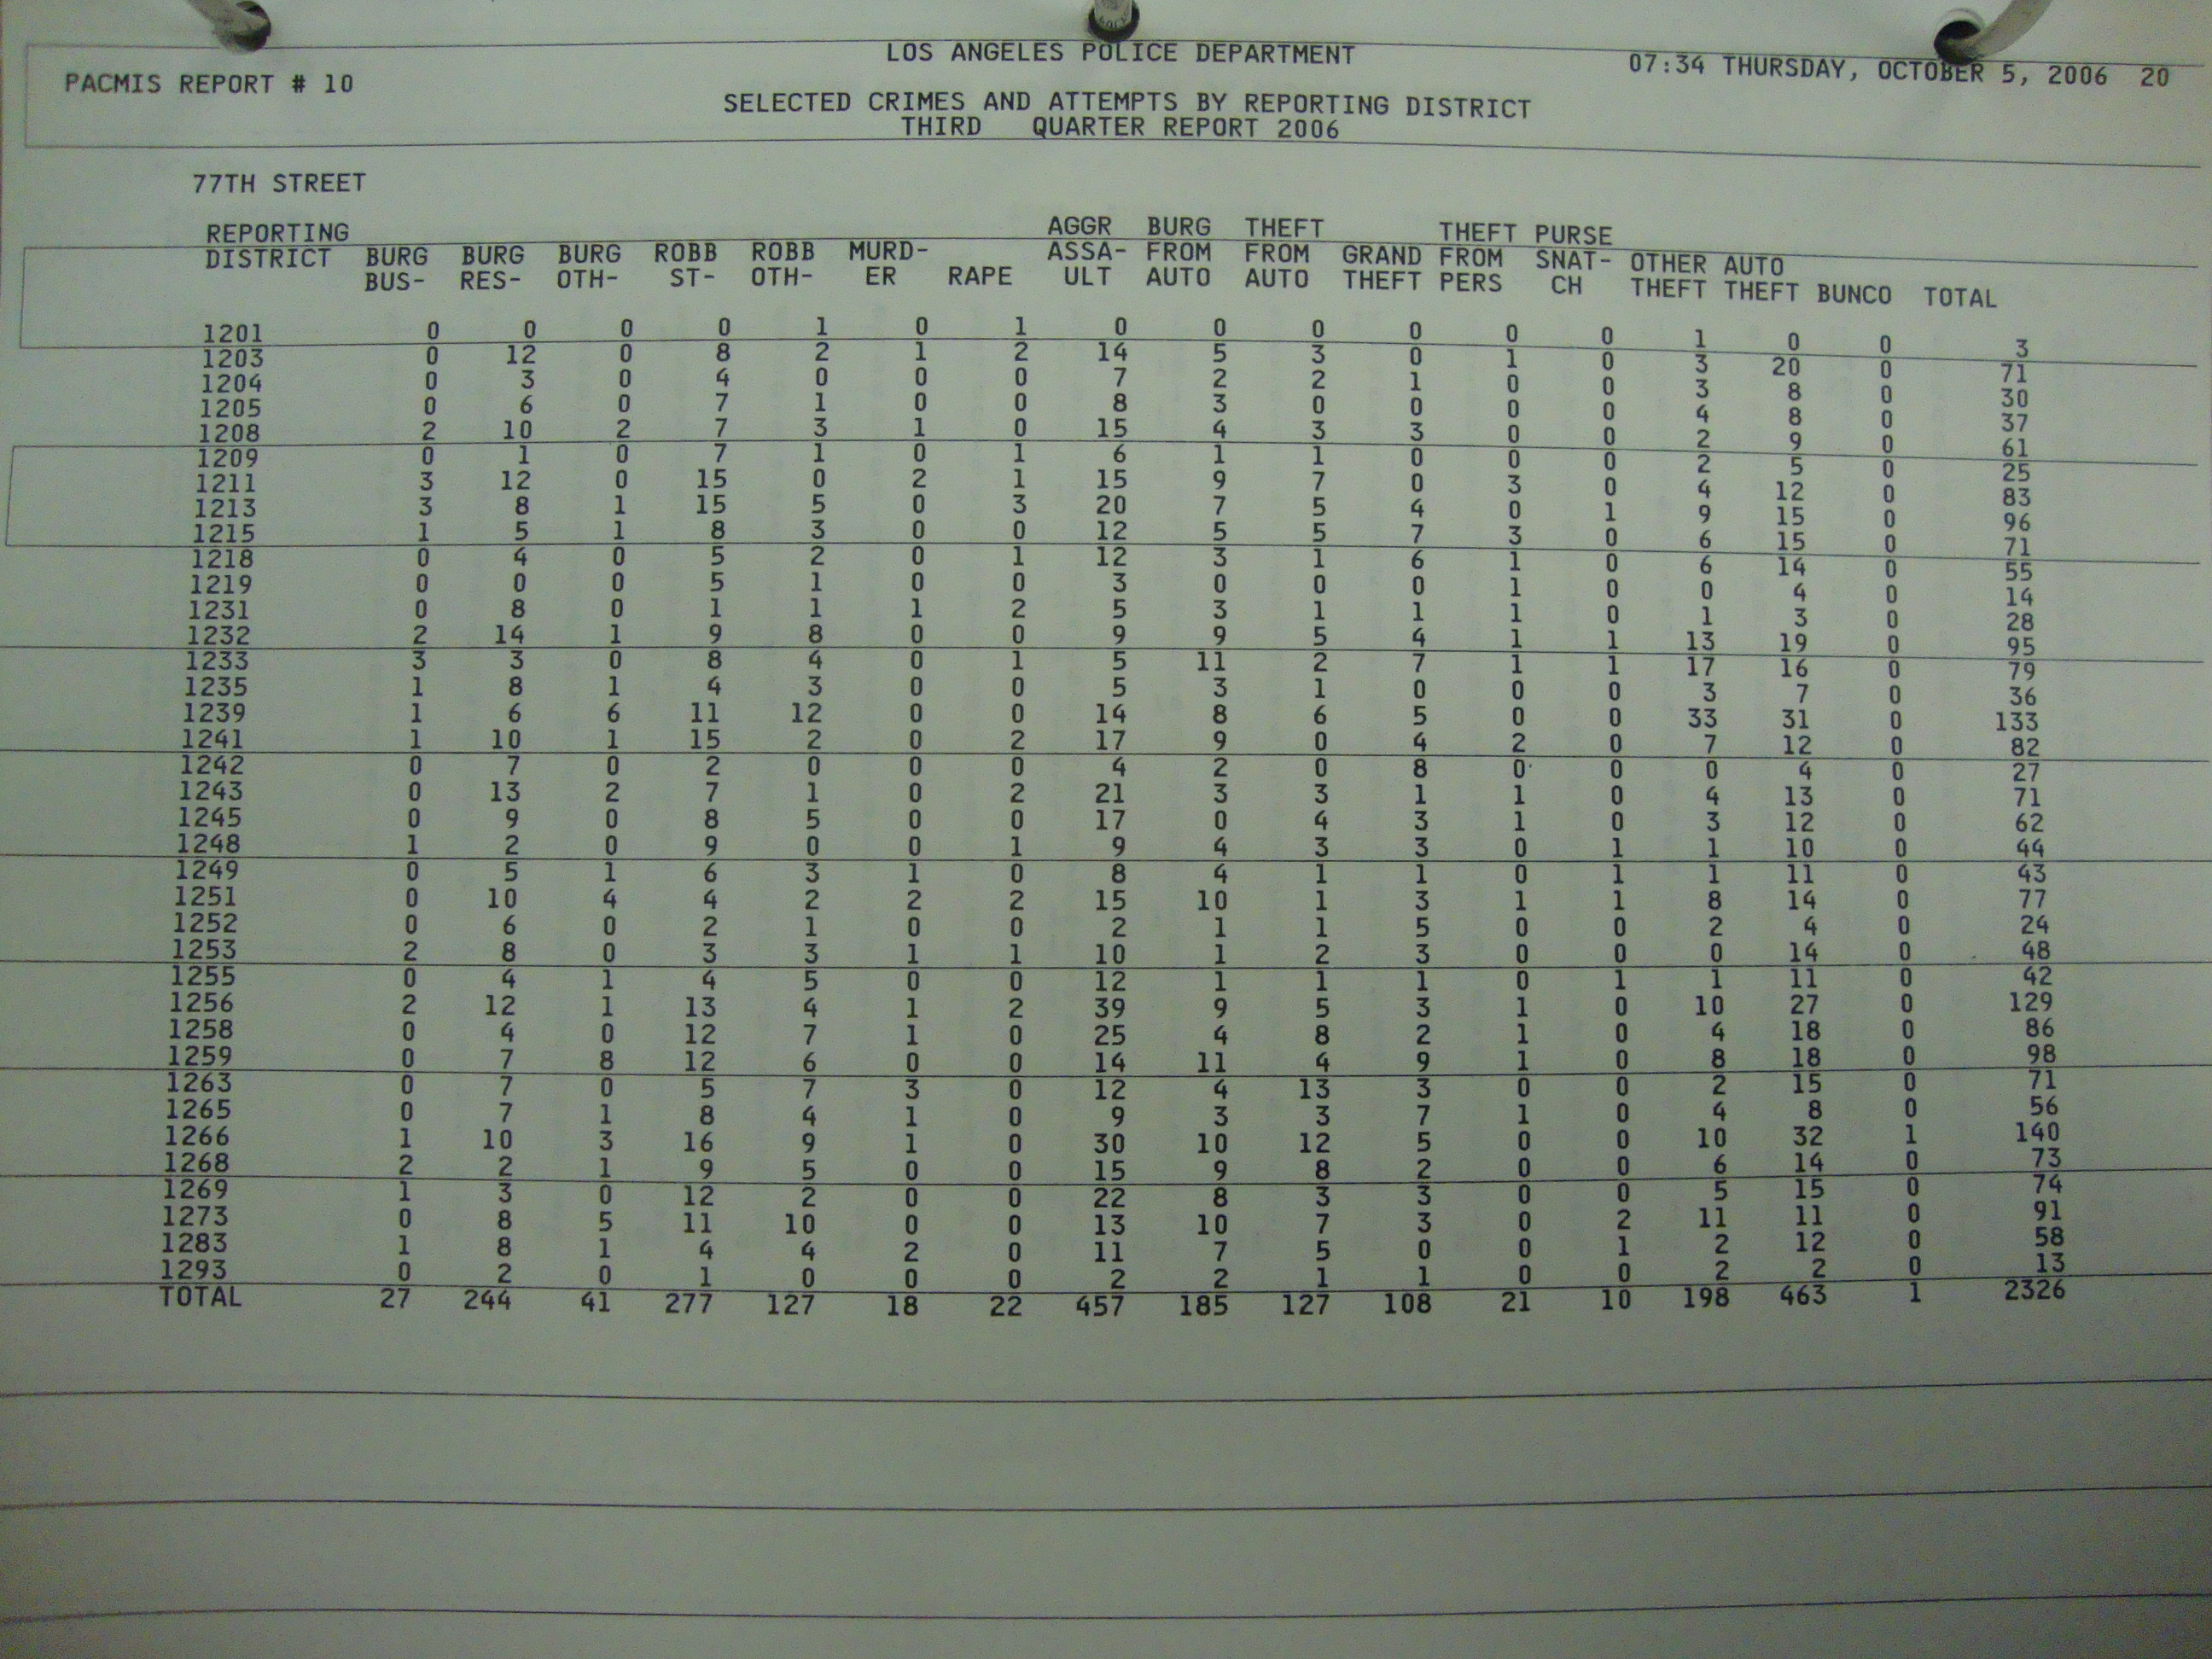 LOS ANGELES POLICE DEPARTMENT
PACMIS REPORT # 10 07:34 THURSDAY, OCTOBER 5, 2006 20
SELECTED CRIMES AND ATTEMPTS BY REPORTING DISTRICT
THIRD QUARTER REPORT 2006
77TH STREET
AGGR BURG THEFT THEFT PURSE
REPORTING
DISTRICT BURG BURG BURG ROBB ROBB MURD- ASSA- FROM FROM GRAND FROM SNAT- OTHER AUTO
BUS- RES- OTH- ST- OTH- ER RAPE ULT AUTO AUTO THEFT PERS CH THEFT THEFT BUNCO TOTAL
1201 0 0 0 0 1 0 1 0 0 0 0 0 0 1 0 0 3
1203 0 12 0 8 2 1 2 14 5 3 0 1 0 3 20 0 71
1204 0 3 0 4 0 0 0 7 2 2 1 0 0 3 8 0 30
1205 0 6 0 7 1 0 0 8 3 0 0 0 0 4 8 0 37
1208 2 10 2 7 3 1 0 15 4 3 3 0 0 2 9 0 61
1209 0 1 0 7 1 0 1 6 1 1 0 0 0 2 5 0 25
1211 3 12 0 15 0 2 1 15 9 7 0 3 0 4 12 0 83
1213 3 8 1 15 5 0 3 20 7 5 4 0 1 9 15 0 96
1215 1 5 1 8 3 0 0 12 5 5 7 3 0 6 15 0 71
1218 0 4 0 5 2 0 1 12 3 1 6 1 0 6 14 0 55
1219 0 0 0 5 1 0 0 3 0 0 0 1 0 0 4 0 14
1231 0 8 0 1 1 1 2 5 3 1 1 1 0 1 3 0 28
1232 2 14 1 9 8 0 0 9 9 5 4 1 1 13 19 0 95
1233 3 3 0 8 4 0 1 5 11 2 7 1 1 17 16 0 79
1235 1 8 1 4 3 0 0 5 3 1 0 0 0 3 7 0 36
1239 1 6 6 11 12 0 0 14 8 6 5 0 0 33 31 0 133
1241 1 10 1 15 2 0 2 17 9 0 4 2 0 7 12 0 82
1242 0 7 0 2 0 0 0 4 2 0 8 0 0 0 4 0 27
1243 0 13 2 7 1 0 2 21 3 3 1 1 0 4 13 0 71
1245 0 9 0 8 5 0 0 17 0 4 3 1 0 3 12 0 62
1248 1 2 0 9 0 0 1 9 4 3 3 0 1 1 10 0 44
1249 0 5 1 6 3 1 0 8 4 1 1 0 1 1 11 0 43
1251 0 10 4 4 2 2 2 15 10 1 3 1 1 8 14 0 77
1252 0 6 0 2 1 0 0 2 1 1 5 0 0 2 4 0 24
1253 2 8 0 3 3 1 1 10 1 2 3 0 0 0 14 0 48
1255 0 4 1 4 5 0 0 12 1 1 1 0 1 1 11 0 42
1256 2 12 1 13 4 1 2 39 9 5 3 1 0 10 27 0 129
1258 0 4 0 12 7 1 0 25 4 8 2 1 0 4 18 0 86
1259 0 7 8 12 6 0 0 14 11 4 9 1 0 8 18 0 98
1263 0 7 0 5 7 3 0 12 4 13 3 0 0 2 15 0 71
1265 0 7 1 8 4 1 0 9 3 3 7 1 0 4 8 0 56
1266 1 10 3 16 9 1 0 30 10 12 5 0 0 10 32 1 140
1268 2 2 1 9 5 0 0 15 9 8 2 0 0 6 14 0 73
1269 1 3 0 12 2 0 0 22 8 3 3 0 0 5 15 0 74
1273 0 8 5 11 10 0 0 13 10 7 3 0 2 11 11 0 91
1283 1 8 1 4 4 2 0 11 7 5 0 0 1 2 12 0 58
1293 0 2 0 1 0 0 0 2 2 1 1 0 0 2 2 0 13
TOTAL 27 244 41 277 127 18 22 457 185 127 108 21 10 198 463 1 2326